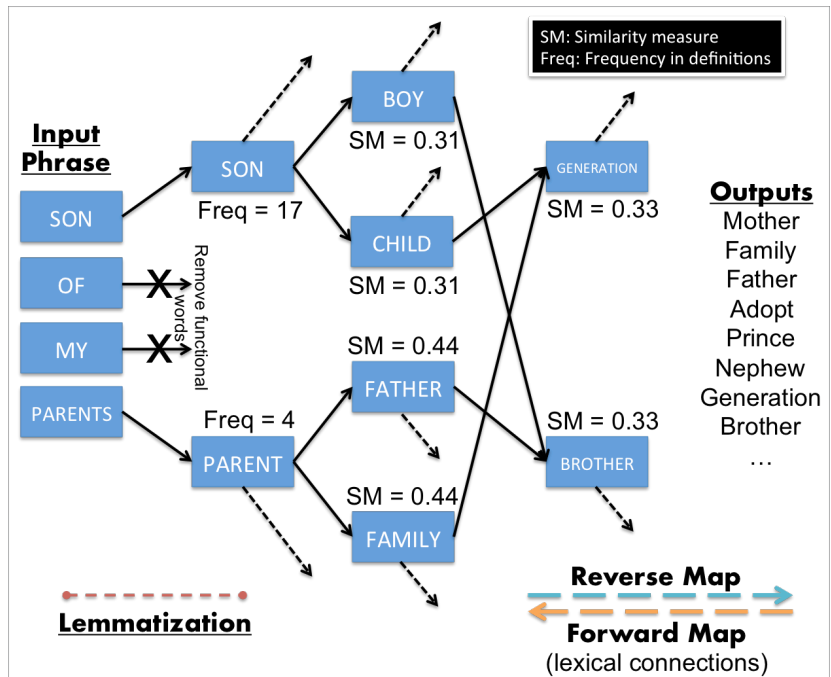 SM: Similarity measure
Freq: Frequency in definitions
Input
Phrase
SON
OF
MY
PARENTS
X
X
Remove functional
words
SON
Freq = 17
Freq = 4
PARENT
BOY
SM = 0.31
CHILD
SM = 0.31
SM = 0.44
FATHER
SM = 0.44
FAMILY
GENERATION
SM = 0.33
SM = 0.33
BROTHER
Outputs
Mother
Family
Father
Adopt
Prince
Nephew
Generation
Brother
...
Lemmatization
Reverse Map
Forward Map
(lexical connections)